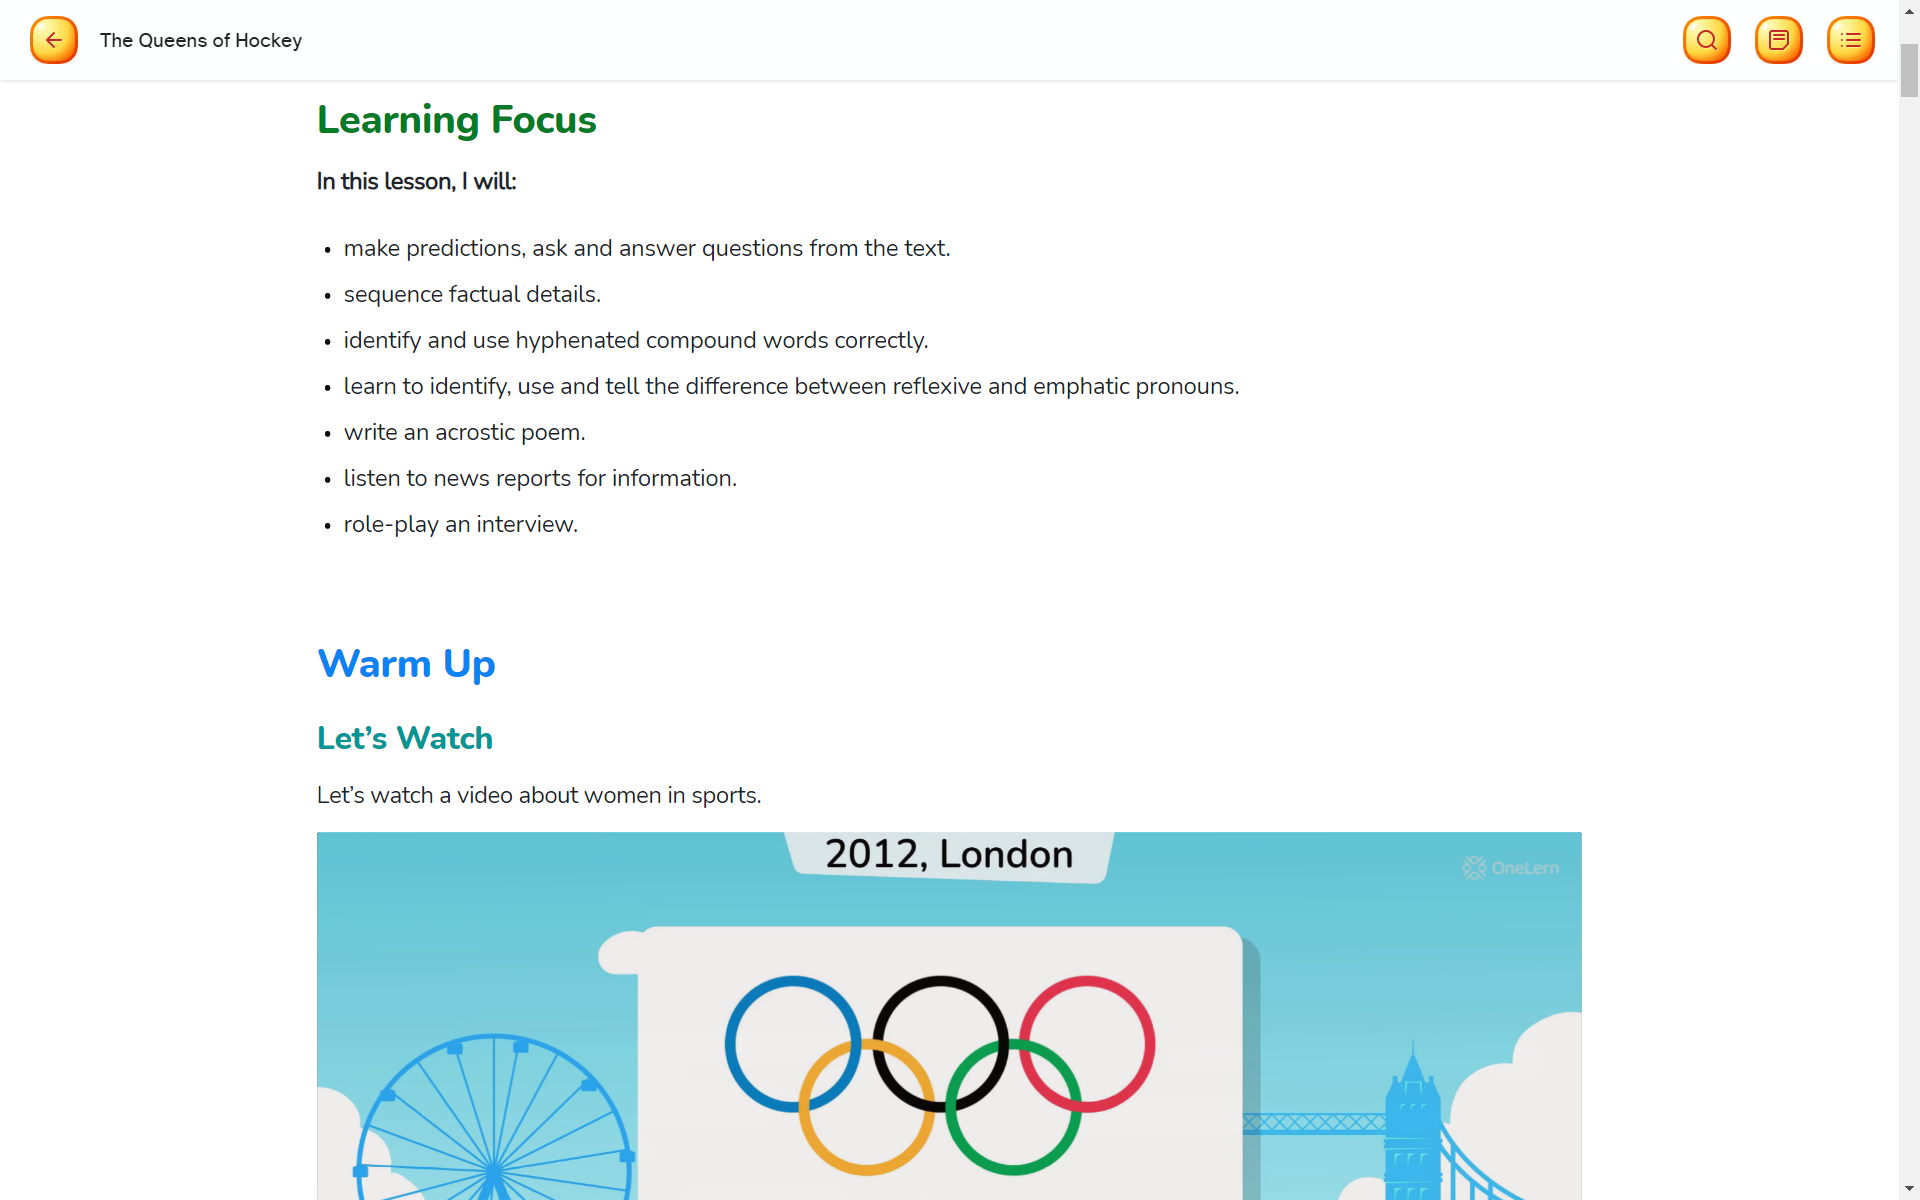 The Queens of Hockey
Learning Focus
In this lesson, I will:
• make predictions, ask and answer questions from the text.
• sequence factual details.
• identify and use hyphenated compound words correctly.
• learn to identify, use and tell the difference between reflexive and emphatic pronouns.
• write an acrostic poem.
• listen to news reports for information.
• role-play an interview.
Warm Up
Let’s Watch
Let’s watch a video about women in sports.
2012, London
OneLern